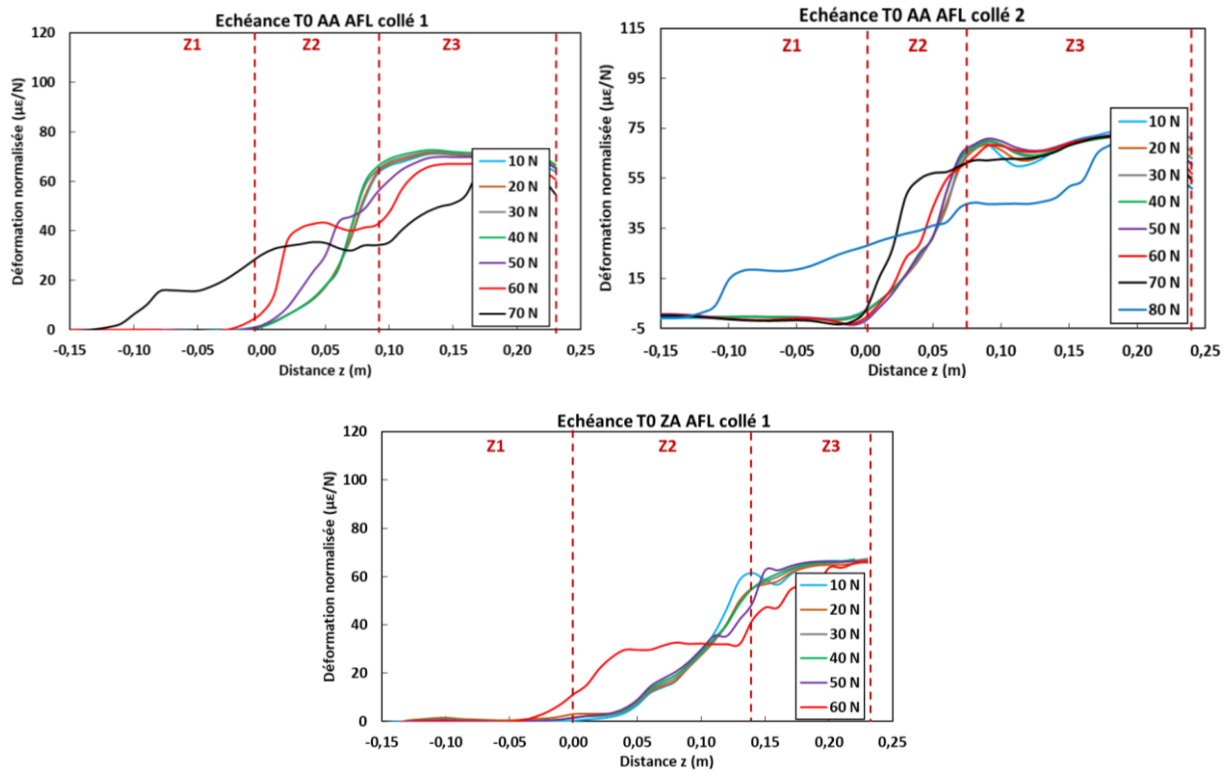 Echéance T0 AA AFL collé 1
Déformation normalisée (µε/N)
120
100
80
60
40
20
0
Z1 Z2 Z3
10 N
20 N
30 N
40 N
50 N
60 N
70 N
-0,15 -0,10 -0,05 0,00 0,05 0,10 0,15 0,20 0,25
Distance z (m)
Echéance T0 AA AFL collé 2
Déformation normalisée (µε/N)
115
95
75
55
35
15
-5
Z1 Z2 Z3
10 N
20 N
30 N
40 N
50 N
60 N
70 N
80 N
-0,15 -0,10 -0,05 0,00 0,05 0,10 0,15 0,20 0,25
Distance z (m)
Echéance T0 ZA AFL collé 1
Déformation normalisée (µε/N)
120
100
80
60
40
20
0
Z1 Z2 Z3
10 N
20 N
30 N
40 N
50 N
60 N
-0,15 -0,10 -0,05 0,00 0,05 0,10 0,15 0,20 0,25
Distance z (m)